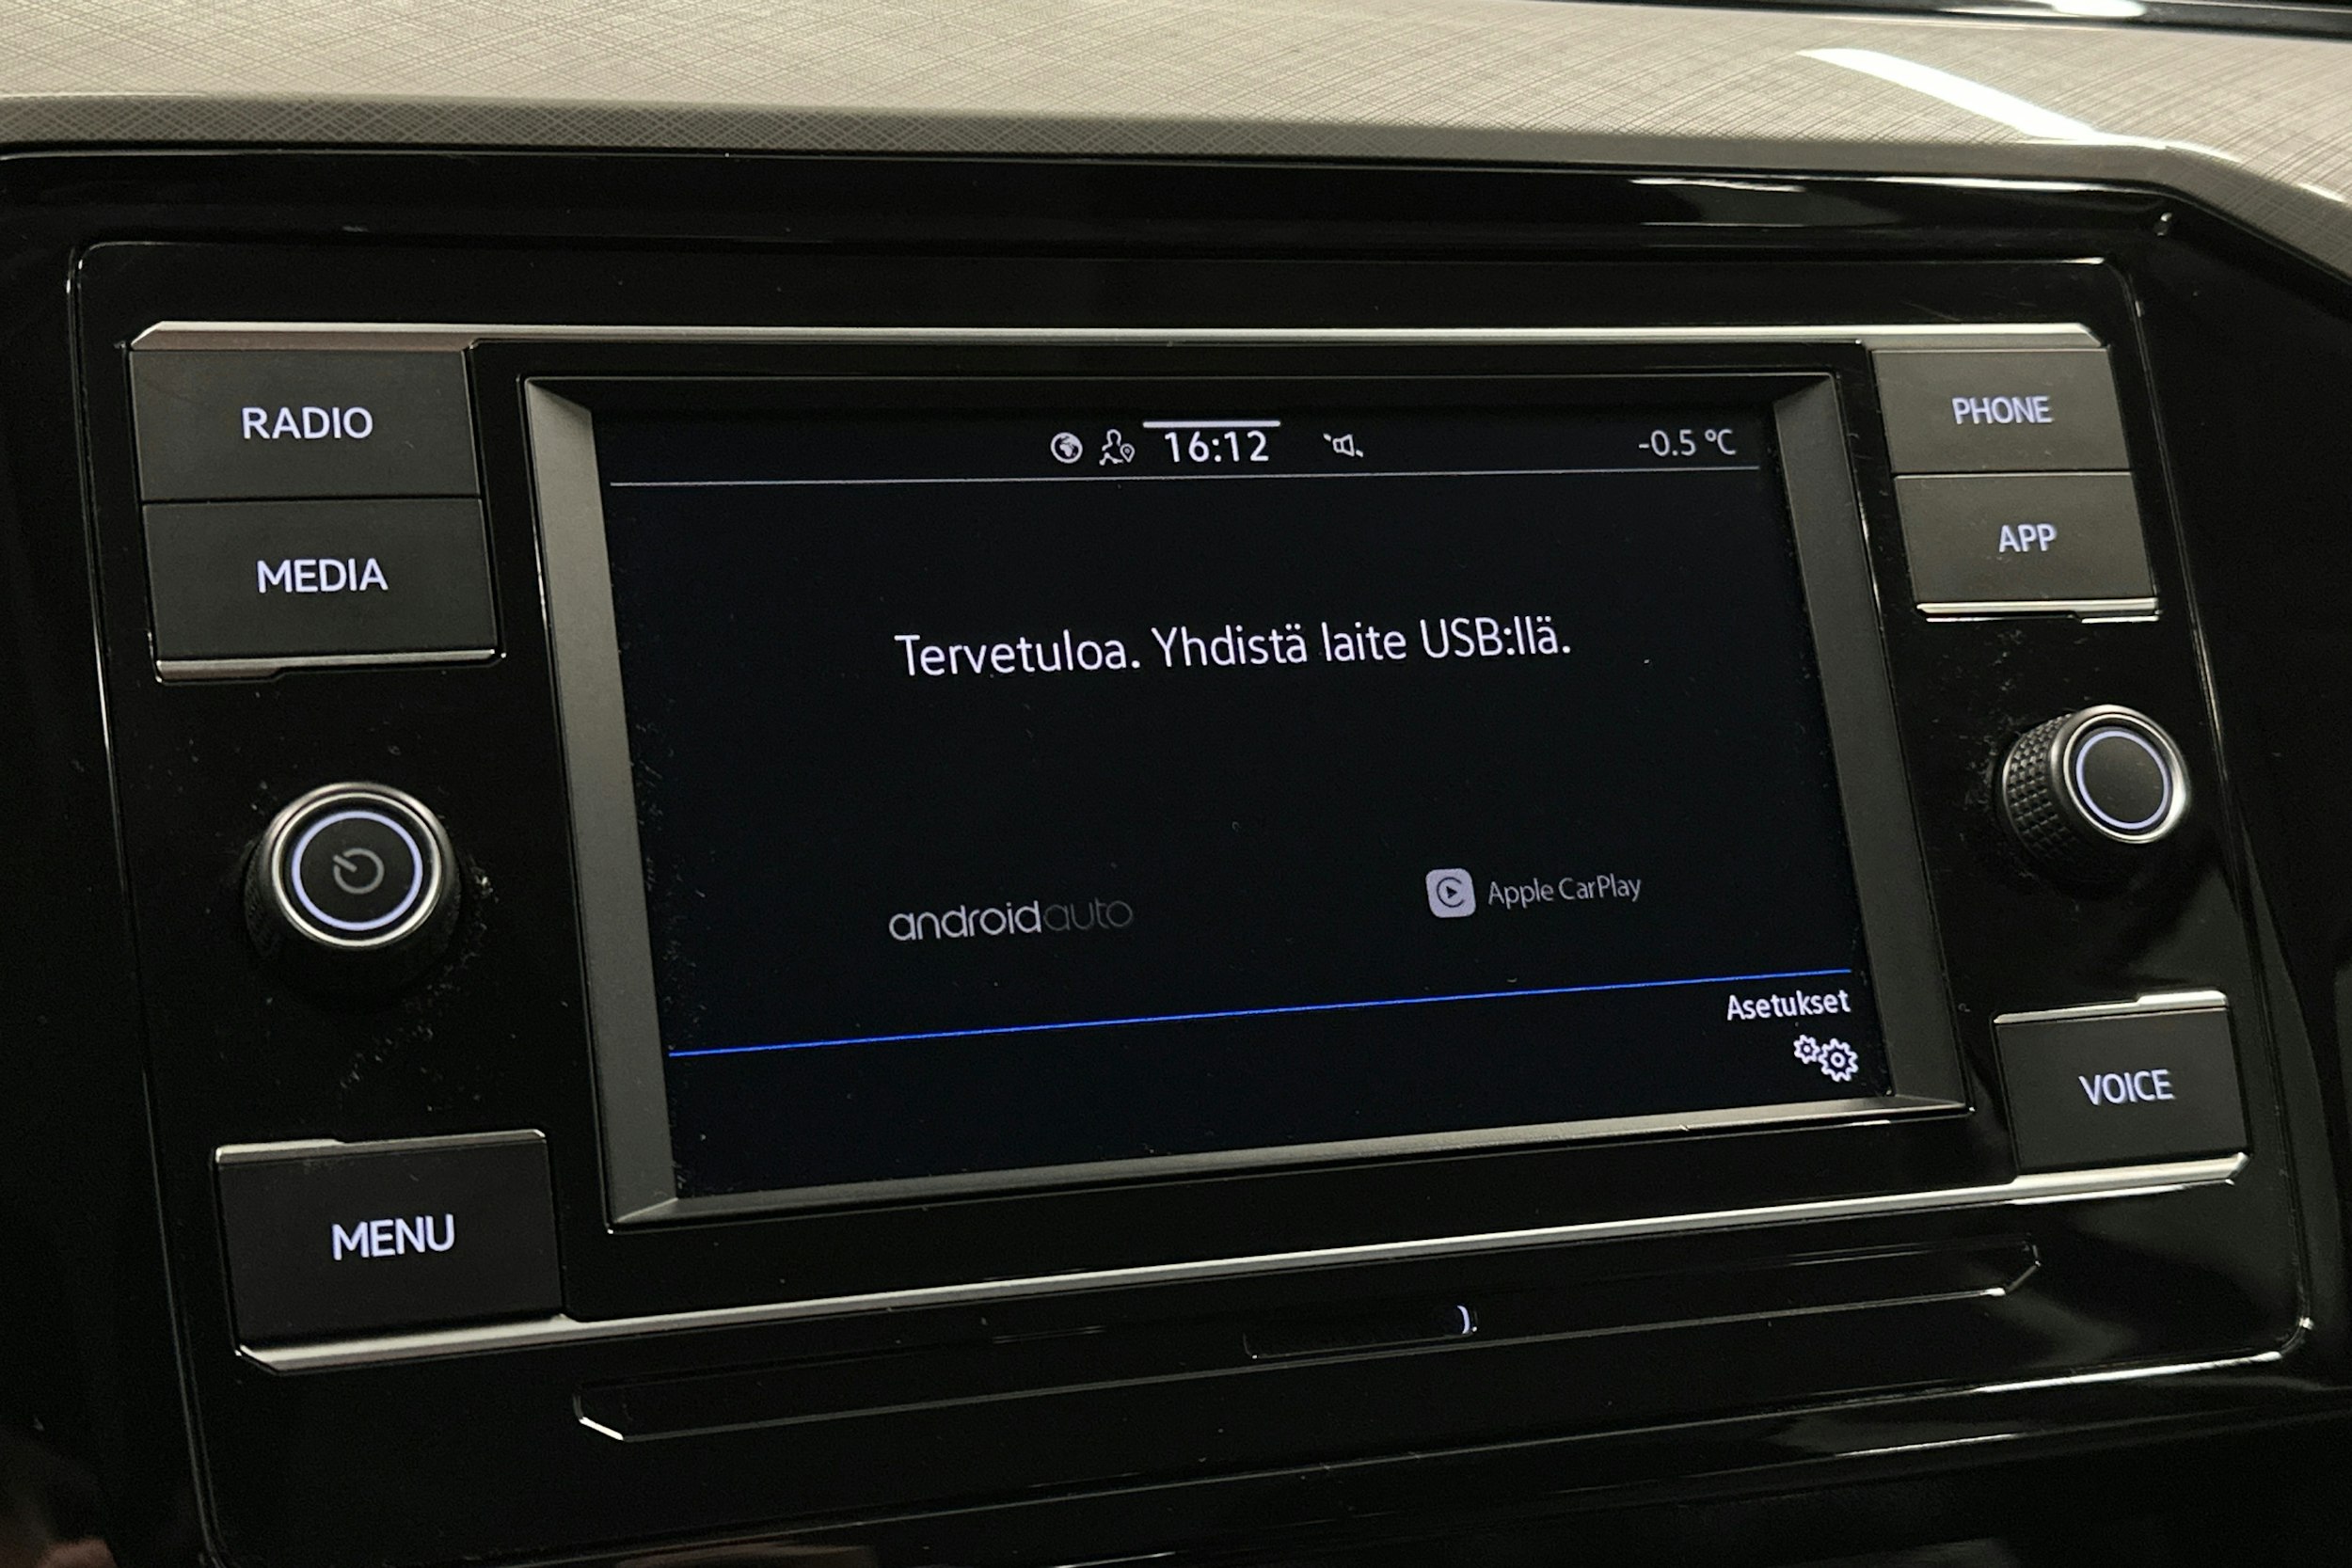 RADIO
MEDIA
MENU
16:12
-0.5 °C
Tervetuloa. Yhdistä laite USB:llä.
androidauto
Apple CarPlay
Asetukset
PHONE
APP
VOICE